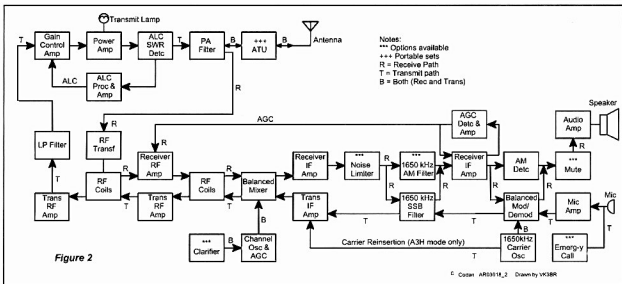 Transmit Lamp
T
Gain
Control
Amp
Power
Amp
ALC
SWR
Detc
T
PA
Filter
B
+++
ATU
B
Antenna
Notes:
*** Options available
+++ Portable sets
R = Receive Path
T = Transmit path
B = Both (Rec and Trans)
ALC
ALC
Proc &
Amp
R
Speaker
LP Filter
RF
Transf
R
AGC
AGC
Detc &
Amp
Audio
Amp
R
T
R
R
Receiver
RF Amp
R
Receiver
IF Amp
***
Noise
Limiter
***
1650 kHz
AM Filter
Receiver
IF Amp
AM
Detc
***
Mute
Trans
RF Amp
T
RF Coils
T
Trans
RF Amp
T
RF Coils
R
T
Balanced
Mixer
Trans
IF Amp
R
R
T
1650 kHz
SSB
Filter
R
T
Balanced
Mod/
Demod
R
T
Mic
Amp
Mic
B
***
Clarifier
B
Channel
Osc &
AGC
Carrier Reinsertion (A3H mode only)
T
B
1650kHz
Carrier
Osc
***
Emerg-y
Call
T
Figure 2
© Codan AR03618_2 Drawn by VK3BR